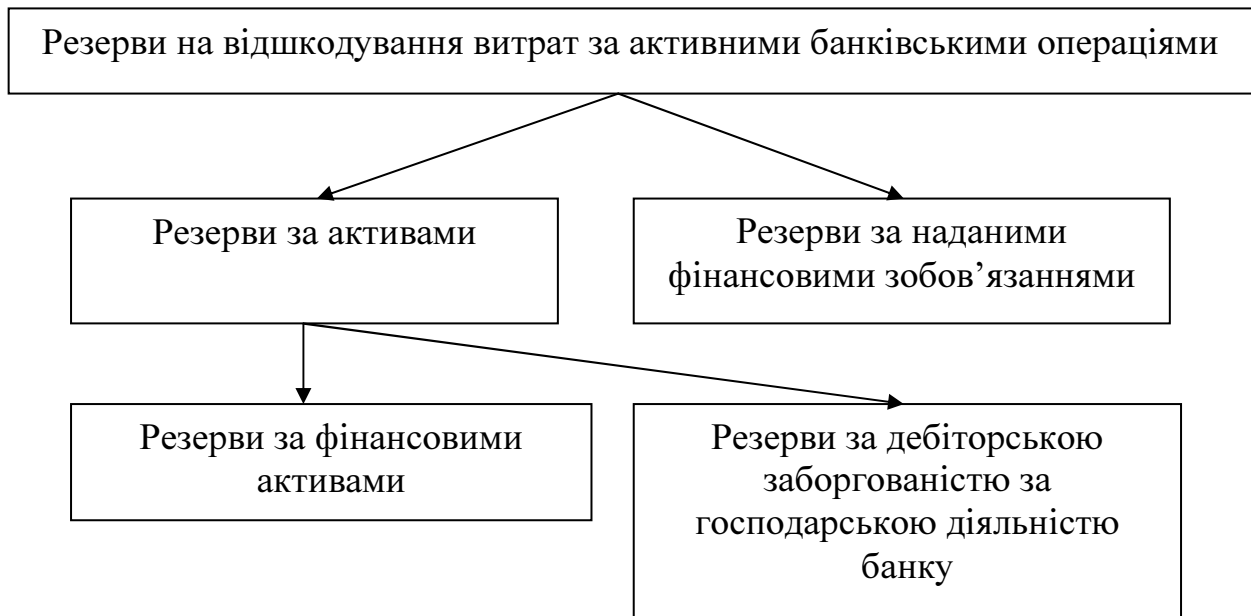 Резерви на відшкодування витрат за активними банківськими операціями
Резерви за активами
Резерви за наданими
фінансовими зобов’язаннями
Резерви за фінансовими
активами
Резерви за дебіторською
заборгованістю за
господарською діяльністю
банку